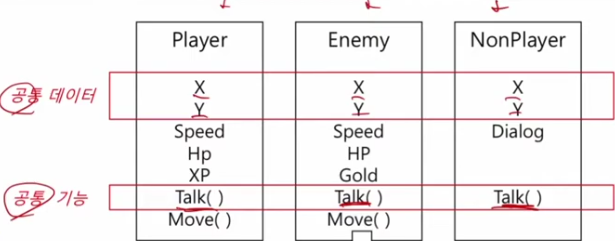 Player Enemy NonPlayer
공통 데이터 X X X
Y Y Y
Speed Speed Dialog
Hp HP
XP Gold
공통 기능 Talk( ) Talk( ) Talk( )
Move( ) Move( )